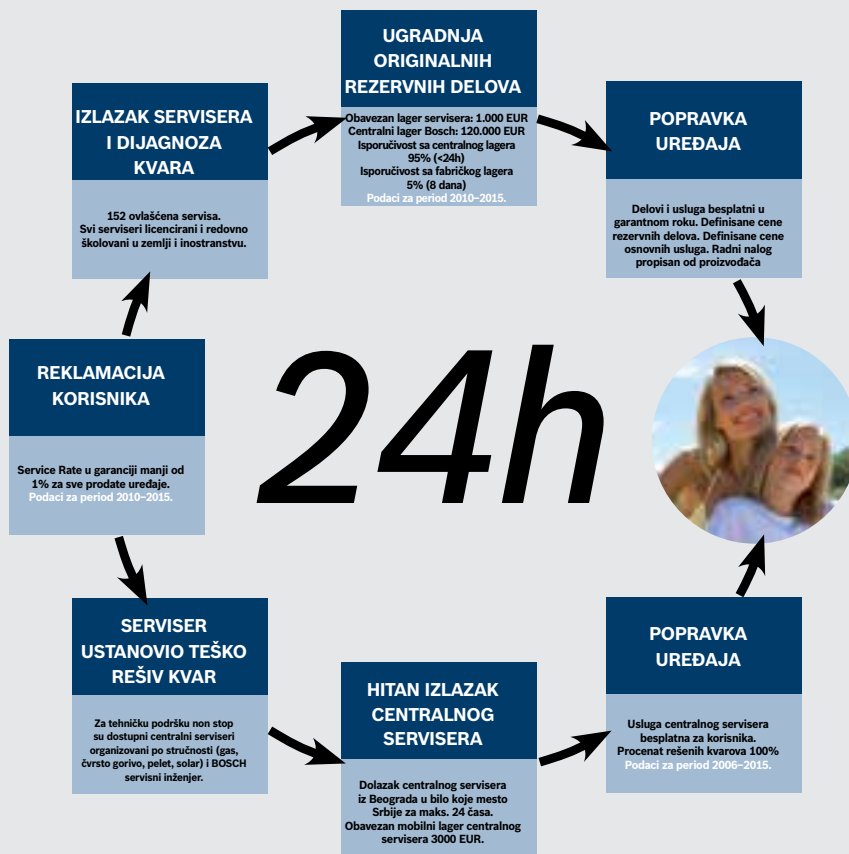 UGRADNJA
ORIGINALNIH
REZERVNIH DELOVA
Obavezan lager servisera: 1.000 EUR
Centralni lager Bosch: 120.000 EUR
Isporučivost sa centralnog lagera
95% (<24h)
Isporučivost sa fabričkog lagera
5% (8 dana)
Podaci za period 2010–2015.
IZLAZAK SERVISERA
I DIJAGNOZA
KVARA
152 ovlašćena servisa.
Svi serviseri licencirani i redovno
školovani u zemlji i inostranstvu.
POPRAVKA
UREĐAJA
Delovi i usluga besplatni u
garantnom roku. Definisane cene
rezervnih delova. Definisane cene
osnovnih usluga. Radni nalog
propisan od proizvođača
REKLAMACIJA
KORISNIKA
Service Rate u garanciji manji od
1% za sve prodate uređaje.
Podaci za period 2010–2015.
24h
SERVISER
USTANOVIO TEŠKO
REŠIV KVAR
Za tehničku podršku non stop
su dostupni centralni serviseri
organizovani po stručnosti (gas,
čvrsto gorivo, pelet, solar) i BOSCH
servisni inženjer.
HITAN IZLAZAK
CENTRALNOG
SERVISERA
Dolazak centralnog servisera
iz Beograda u bilo koje mesto
Srbije za maks. 24 časa.
Obavezan mobilni lager centralnog
servisera 3000 EUR.
POPRAVKA
UREĐAJA
Usluga centralnog servisera
besplatna za korisnika.
Procenat rešenih kvarova 100%
Podaci za period 2006–2015.